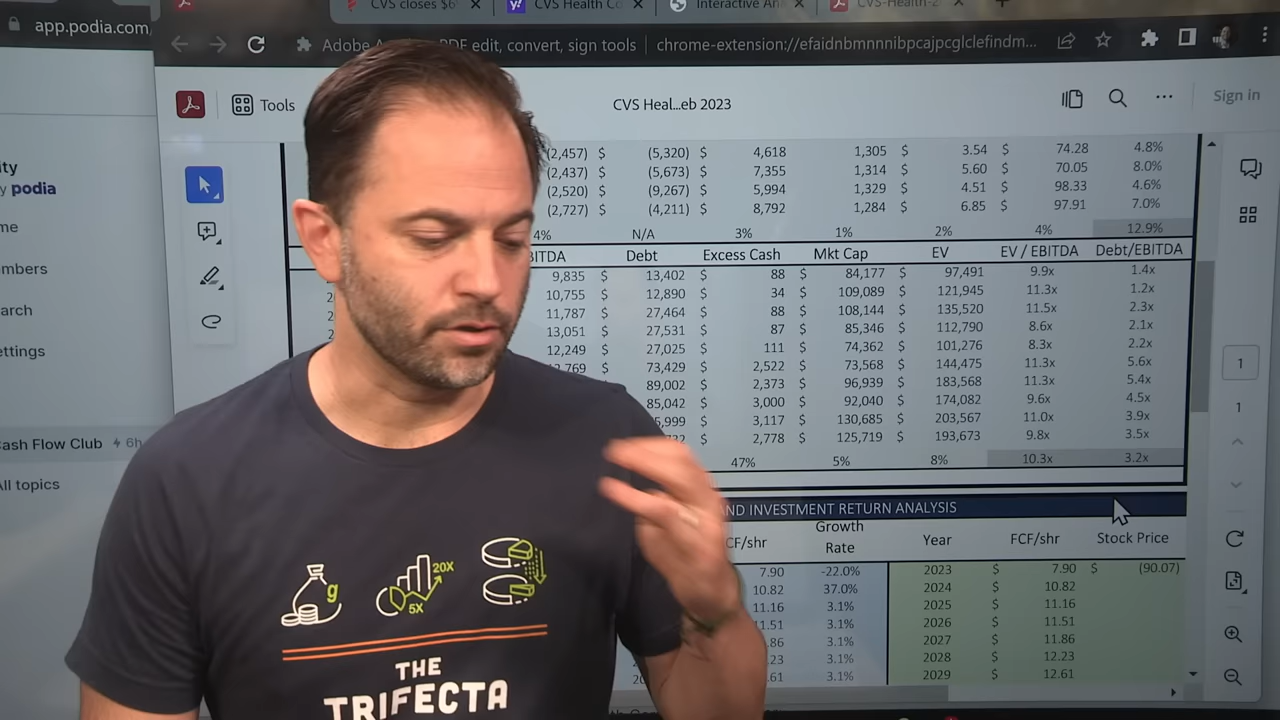 CVS closes $6
CVS Health Co
Interactive An
CVS-Health-2
app.podia.com/
PDF edit, convert, sign tools
chrome-extension://efaidnbmnnnibpcajpcglclefindm...
Tools
CVS Heal...eb 2023
Sign in
(2,457) $ (5,320) $ 4,618 1,305 $ 3.54 $ 74.28 4.8%
(2,437) $ (5,673) $ 7,355 1,314 $ 5.60 $ 70.05 8.0%
(2,520) $ (9,267) $ 5,994 1,329 $ 4.51 $ 98.33 4.6%
(2,727) $ (4,211) $ 8,792 1,284 $ 6.85 $ 97.91 7.0%
4% N/A 3% 1% 2% 4% 12.9%
BITDA Debt Excess Cash Mkt Cap EV EV / EBITDA Debt/EBITDA
9,835 $ 13,402 $ 88 $ 84,177 $ 97,491 9.9x 1.4x
10,755 $ 12,890 $ 34 $ 109,089 $ 121,945 11.3x 1.2x
11,787 $ 27,464 $ 88 $ 108,144 $ 135,520 11.5x 2.3x
13,051 $ 27,531 $ 87 $ 85,346 $ 112,790 8.6x 2.1x
12,249 $ 27,025 $ 111 $ 74,362 $ 101,276 8.3x 2.2x
769 73,429 $ 2,522 $ 73,568 $ 144,475 11.3x 5.6x
89,002 $ 2,373 $ 96,939 $ 183,568 11.3x 5.4x
85,042 $ 3,000 $ 92,040 $ 174,082 9.6x 4.5x
5,999 $ 3,117 $ 130,685 $ 203,567 11.0x 3.9x
$ 2,778 $ 125,719 $ 193,673 9.8x 3.5x
47% 5% 8% 10.3x 3.2x
AND INVESTMENT RETURN ANALYSIS
CF/shr Growth Rate Year FCF/shr Stock Price
7.90 -22.0% 2023 $ 7.90 $ (90.07)
10.82 37.0% 2024 $ 10.82
11.16 3.1% 2025 $ 11.16
11.51 3.1% 2026 $ 11.51
.86 3.1% 2027 $ 11.86
.23 3.1% 2028 $ 12.23
.61 3.1% 2029 $ 12.61
1
1
ity
y podia
me
mbers
arch
ettings
ash Flow Club 6h
All topics
g
5X
20X
THE
TRIFECTA